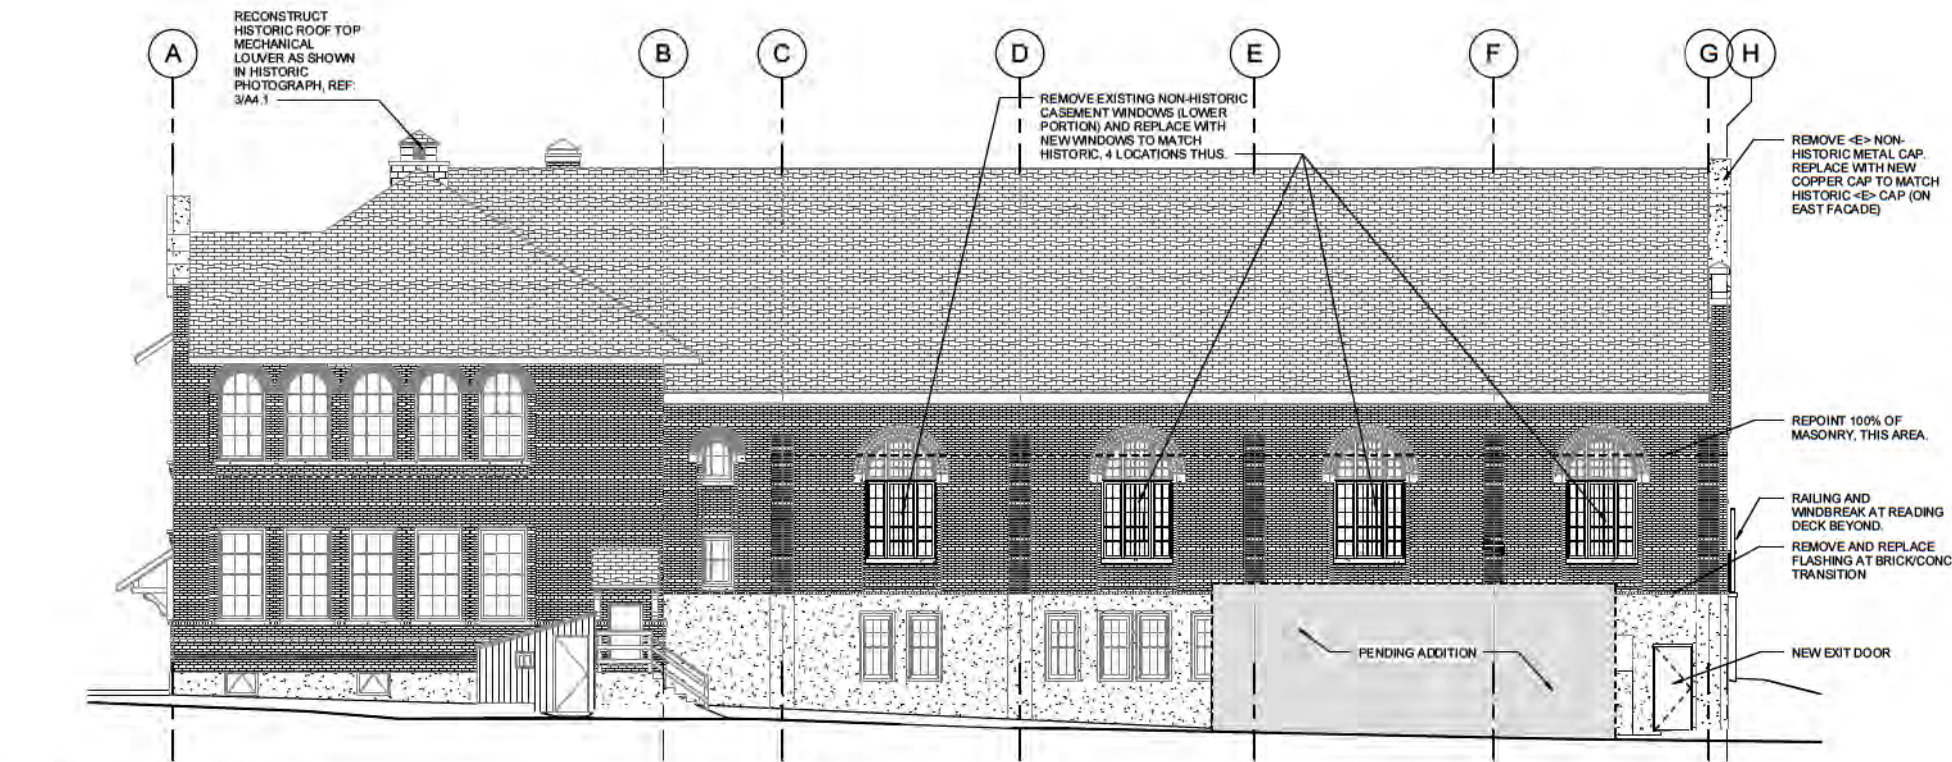 RECONSTRUCT
HISTORIC ROOF TOP
MECHANICAL
LOUVER AS SHOWN
IN HISTORIC
PHOTOGRAPH, REF:
3/A4.1
A
B
C
D
E
F
G
H
REMOVE EXISTING NON-HISTORIC
CASEMENT WINDOWS (LOWER
PORTION) AND REPLACE WITH
NEW WINDOWS TO MATCH
HISTORIC, 4 LOCATIONS THUS.
REMOVE <E> NON-
HISTORIC METAL CAP.
REPLACE WITH NEW
COPPER CAP TO MATCH
HISTORIC <E> CAP (ON
EAST FACADE)
REPOINT 100% OF
MASONRY, THIS AREA.
RAILING AND
WINDBREAK AT READING
DECK BEYOND.
REMOVE AND REPLACE
FLASHING AT BRICK/CONC
TRANSITION
PENDING ADDITION
NEW EXIT DOOR